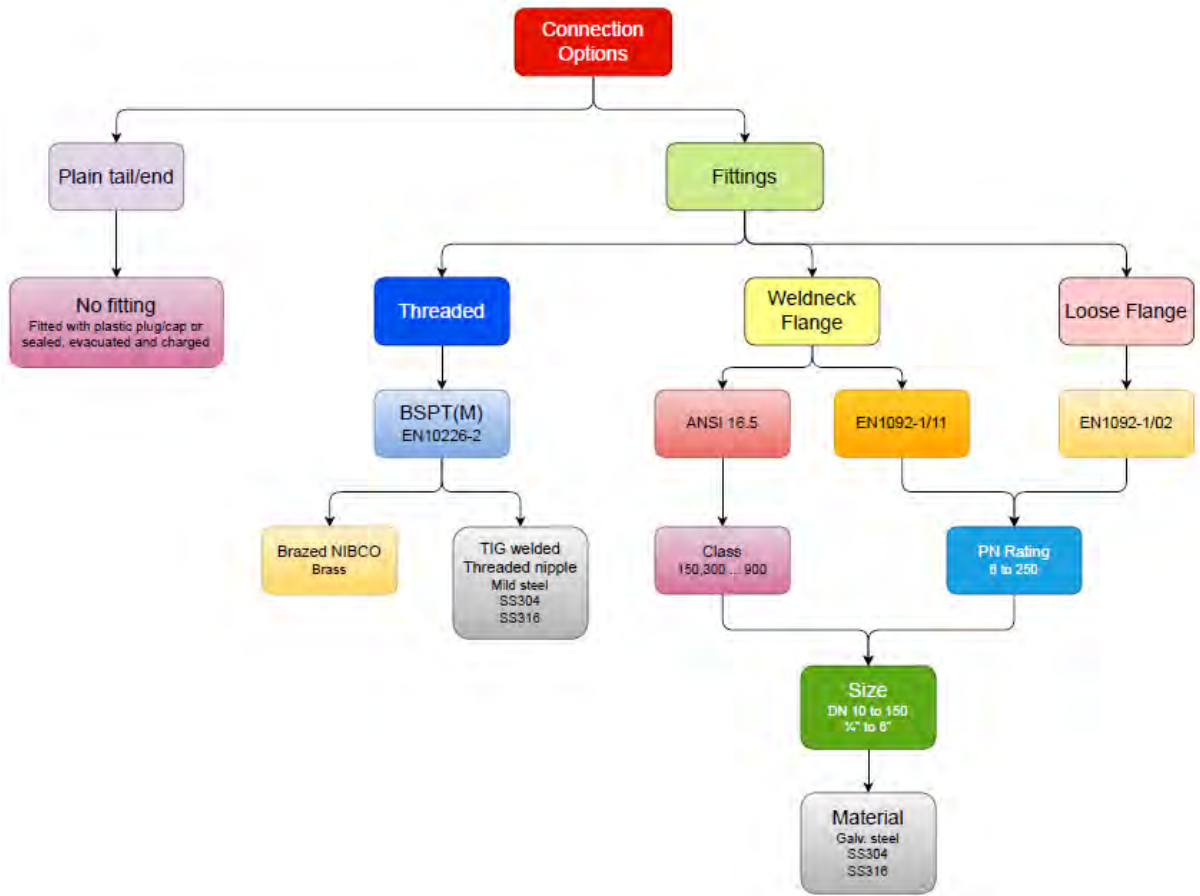 Connection
Options
Plain tail/end
Fittings
No fitting
Fitted with plastic plug/cap or
sealed, evacuated and charged
Threaded
Weldneck
Flange
Loose Flange
BSPT(M)
EN10226-2
ANSI 16.5
EN1092-1/11
EN1092-1/02
Brazed NIBCO
Brass
TIG welded
Threaded nipple
Mild steel
SS304
SS316
Class
150,300 ... 900
PN Rating
6 to 250
Size
DN 10 to 150
¾" to 6"
Material
Galv. steel
SS304
SS316